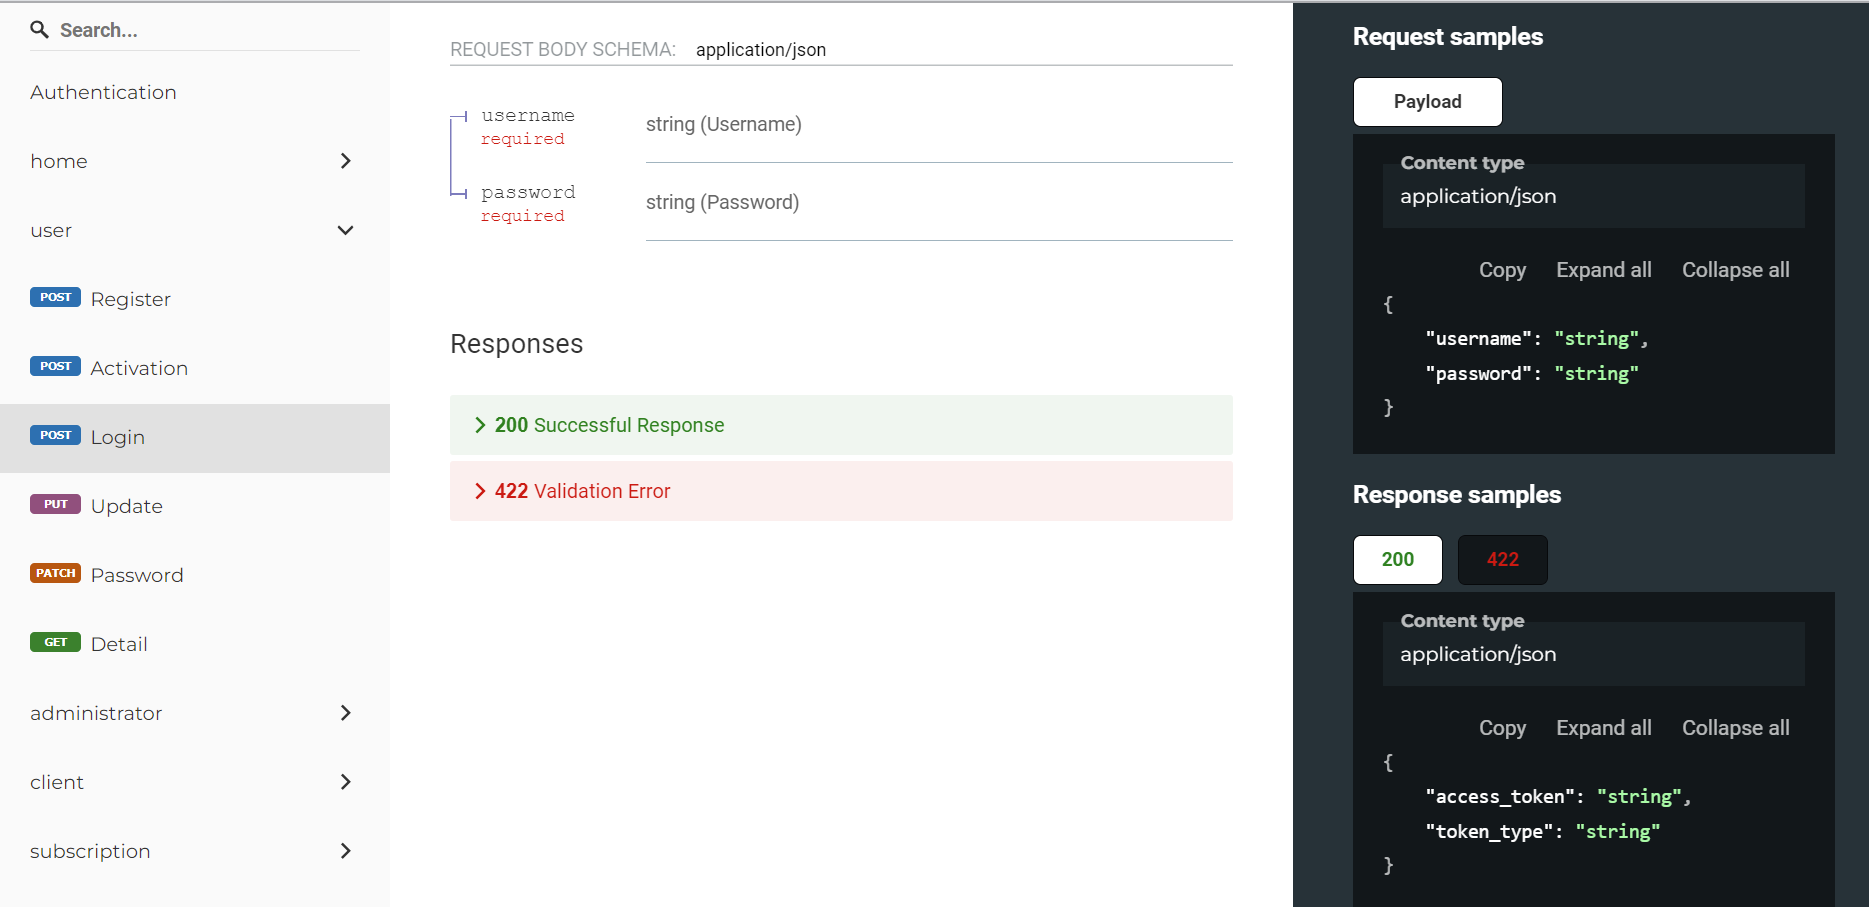 Search...
Authentication
home
user
POST Register
POST Activation
POST Login
PUT Update
PATCH Password
GET Detail
administrator
client
subscription
REQUEST BODY SCHEMA: application/json
username
required
string (Username)
password
required
string (Password)
Responses
200 Successful Response
422 Validation Error
Request samples
Payload
Content type
application/json
Copy Expand all Collapse all
{
"username": "string",
"password": "string"
}
Response samples
200 422
Content type
application/json
Copy Expand all Collapse all
{
"access_token": "string",
"token_type": "string"
}